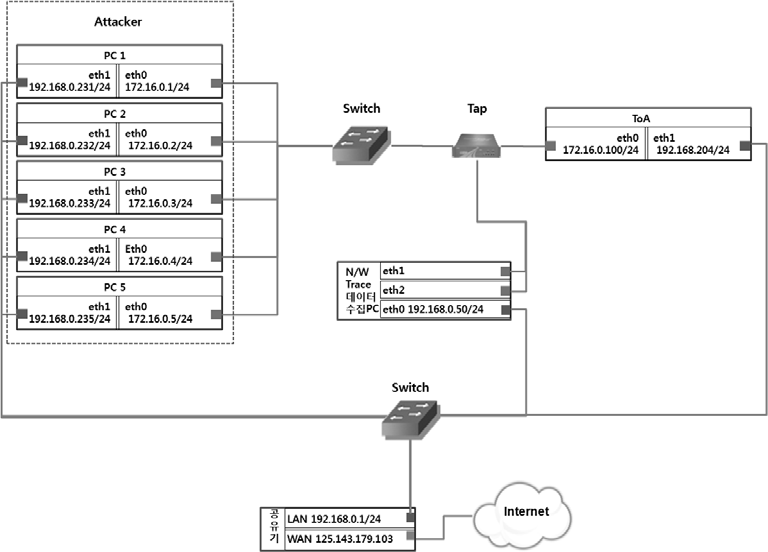 Attacker
PC 1
eth1 eth0
192.168.0.231/24 172.16.0.1/24
PC 2
eth1 eth0
192.168.0.232/24 172.16.0.2/24
PC 3
eth1 eth0
192.168.0.233/24 172.16.0.3/24
PC 4
eth1 Eth0
192.168.0.234/24 172.16.0.4/24
PC 5
eth1 eth0
192.168.0.235/24 172.16.0.5/24
Switch
Tap
ToA
eth0 eth1
172.16.0.100/24 192.168.204/24
N/W
Trace
데이터
수집PC
eth1
eth2
eth0 192.168.0.50/24
Switch
공유기
LAN 192.168.0.1/24
WAN 125.143.179.103
Internet